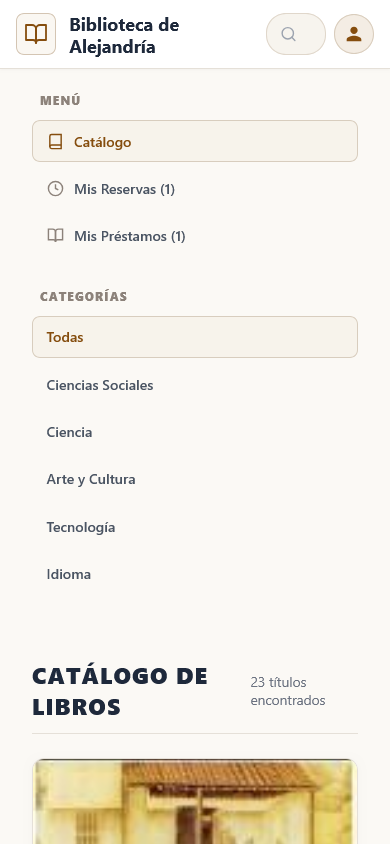 Biblioteca de
Alejandría
MENÚ
Catálogo
Mis Reservas (1)
Mis Préstamos (1)
CATEGORÍAS
Todas
Ciencias Sociales
Ciencia
Arte y Cultura
Tecnología
Idioma
CATÁLOGO DE
LIBROS
23 títulos
encontrados